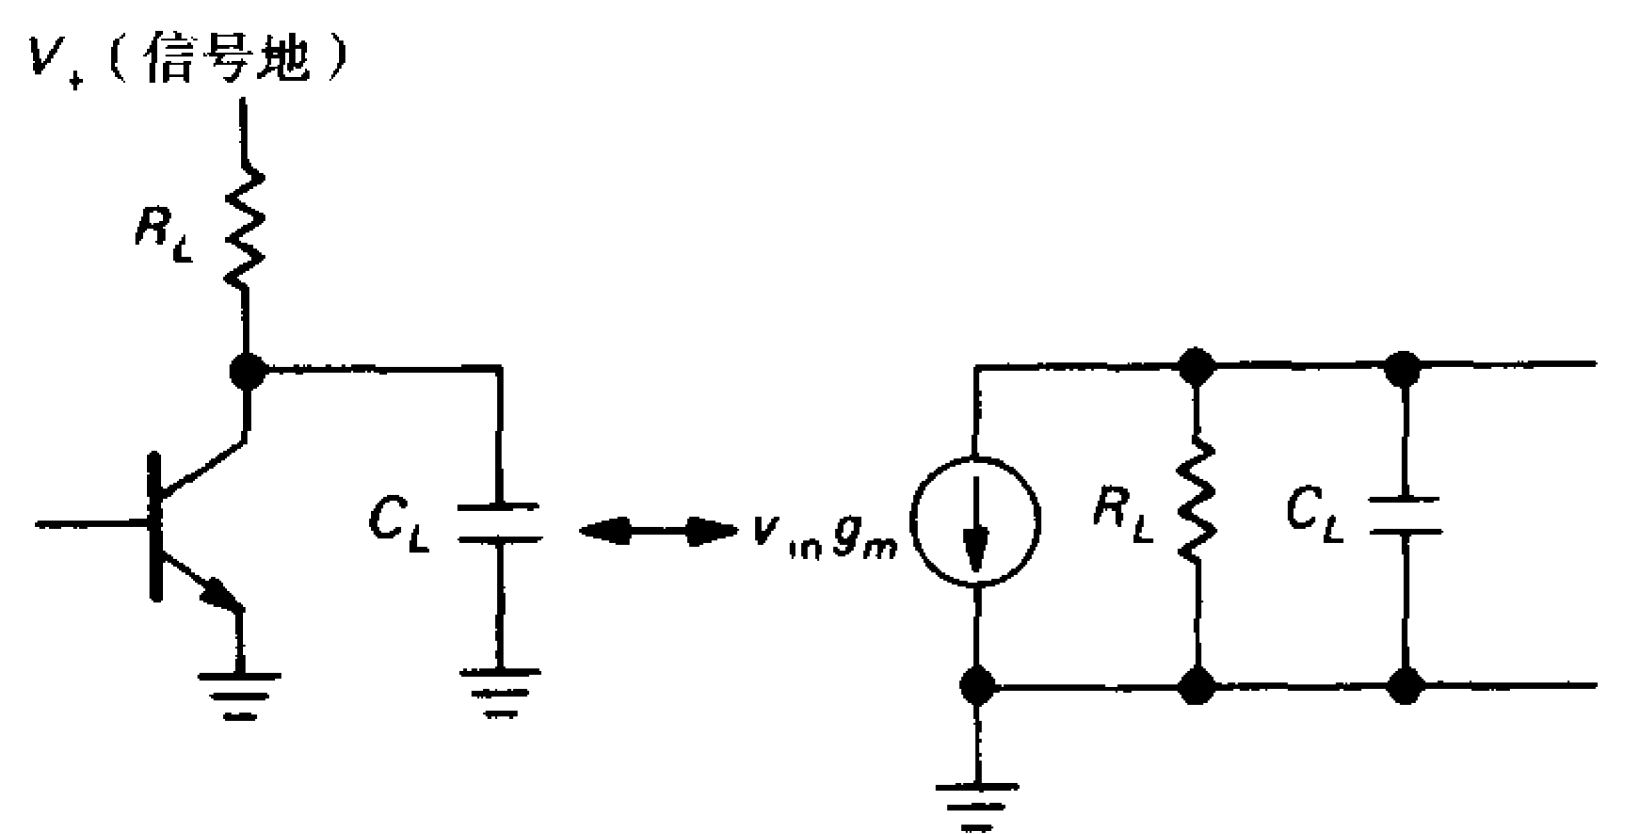 V+ (信号地)
RL
CL
vin gm
RL
CL